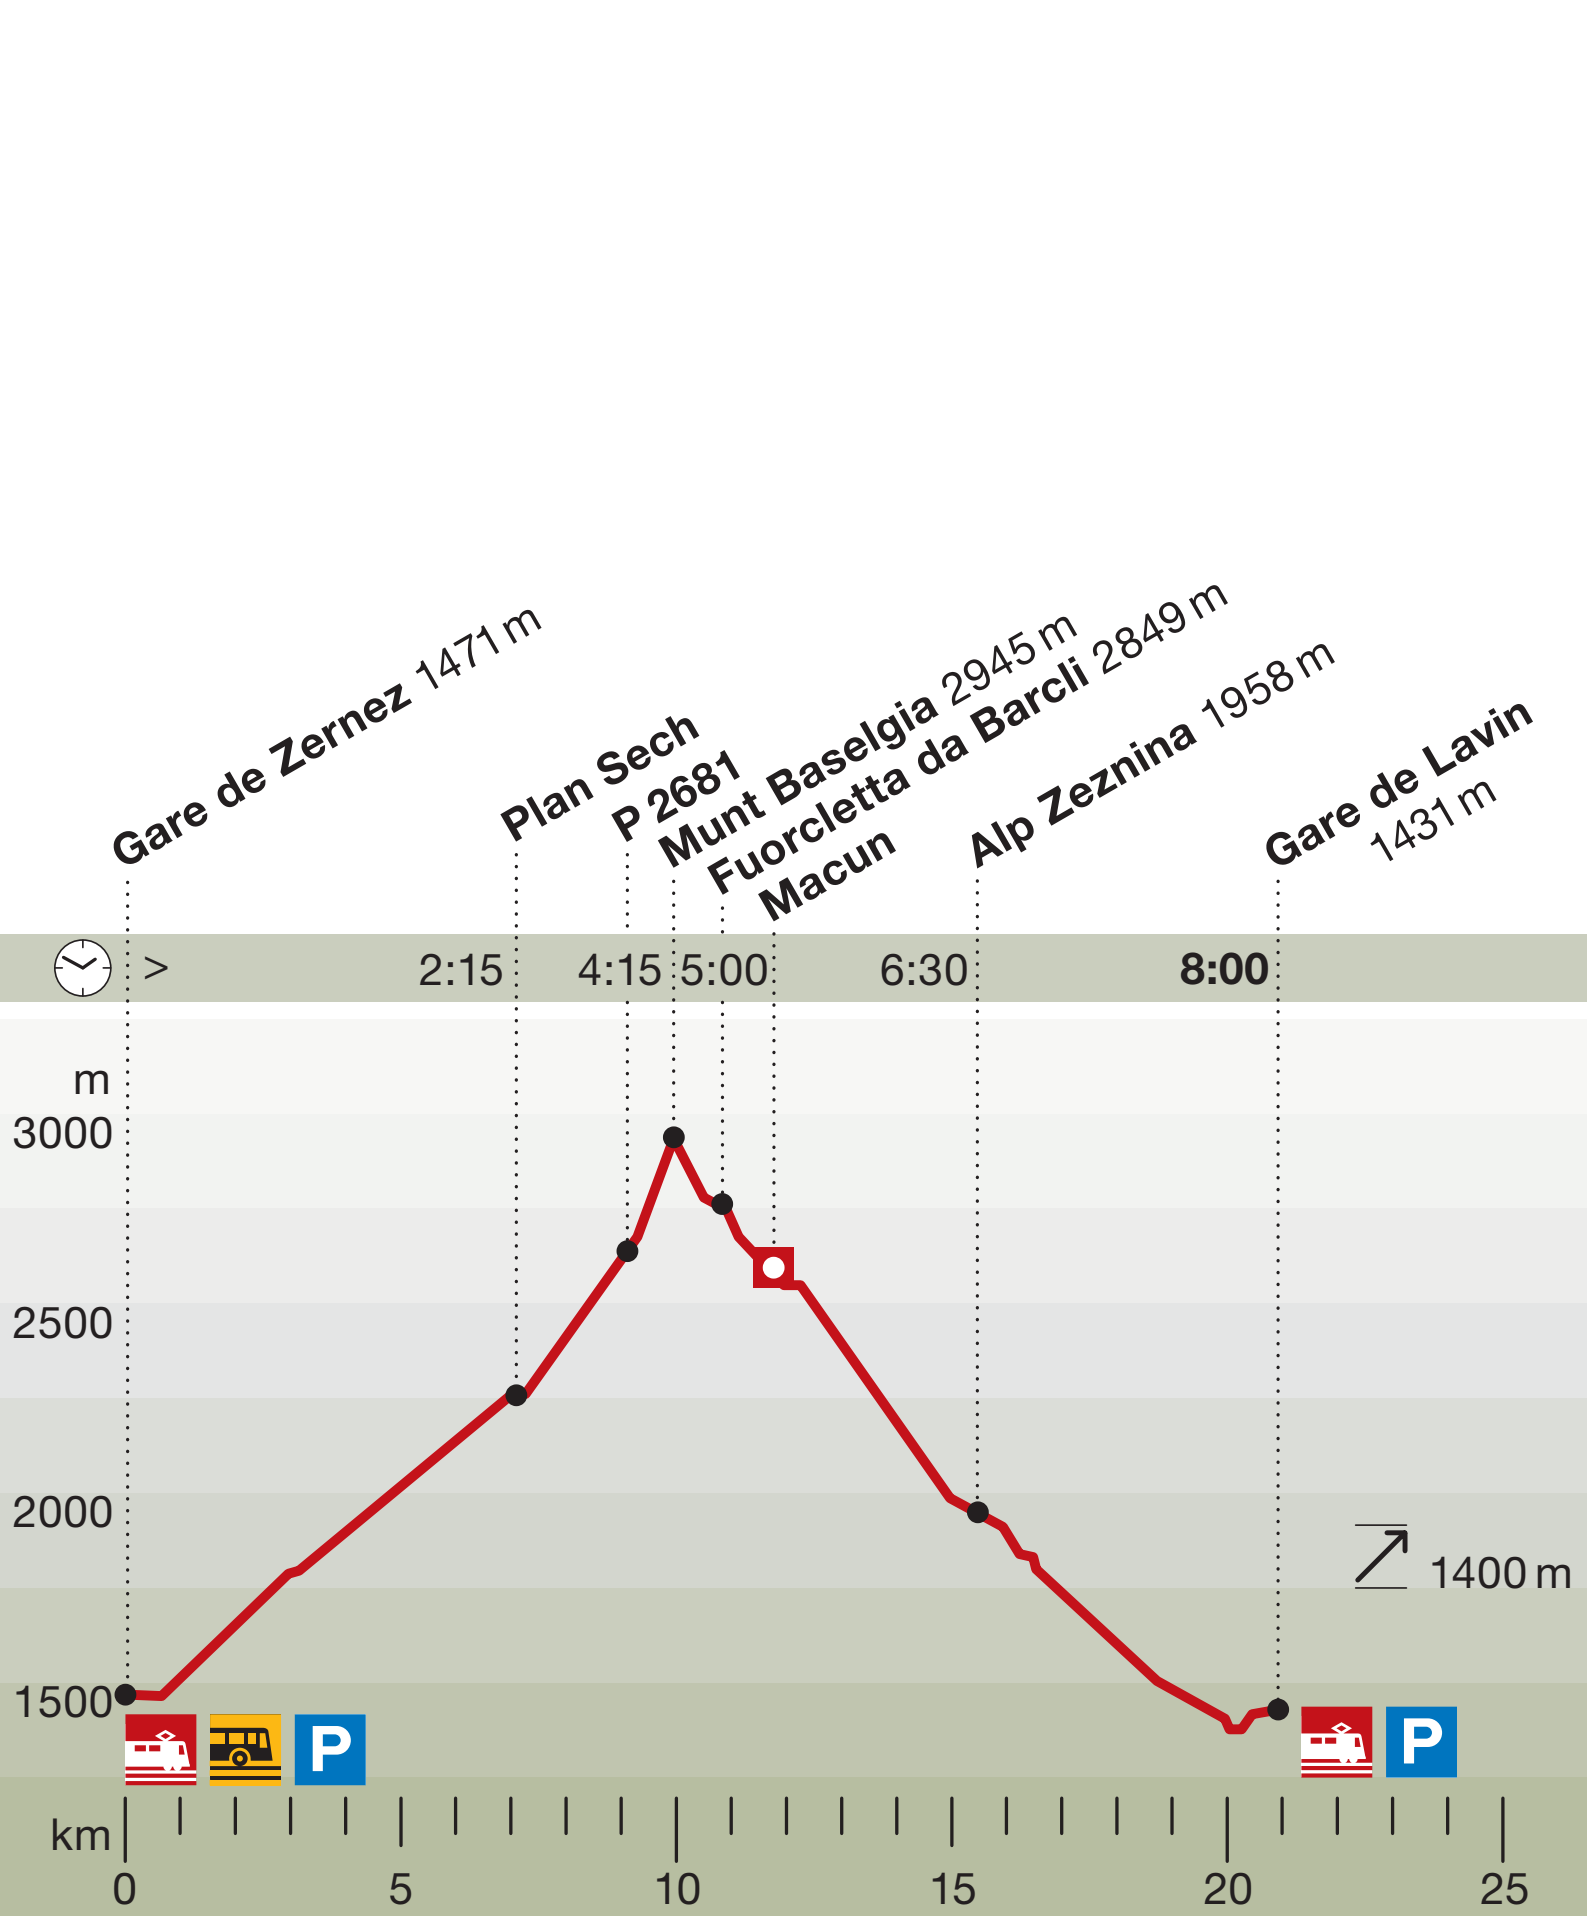 Gare de Zernez 1471 m
Plan Sech
P 2681
Munt Baselgia 2945 m
Fuorcletta da Barcli 2849 m
Macun
Alp Zeznina 1958 m
Gare de Lavin
1431 m
> 2:15 4:15 5:00 6:30 8:00
m
3000
2500
2000
1400 m
1500
P P
km
0 5 10 15 20 25